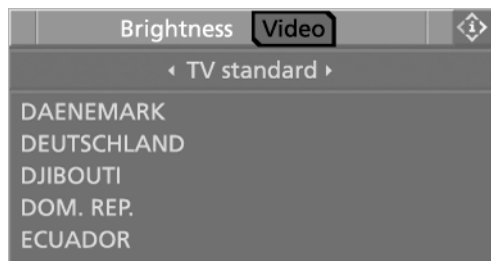 Brightness Video
TV standard
DAENEMARK
DEUTSCHLAND
DJIBOUTI
DOM. REP.
ECUADOR